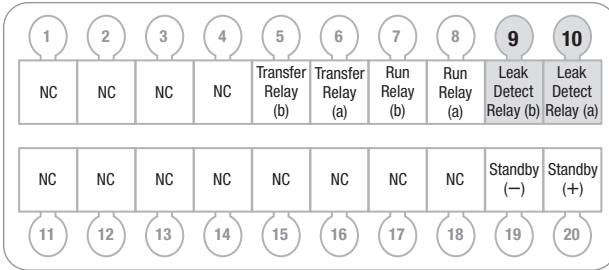 1 2 3 4 5 6 7 8 9 10
NC NC NC NC Transfer Relay (b) Transfer Relay (a) Run Relay (b) Run Relay (a) Leak Detect Relay (b) Leak Detect Relay (a)
NC NC NC NC NC NC NC NC Standby (−) Standby (+)
11 12 13 14 15 16 17 18 19 20